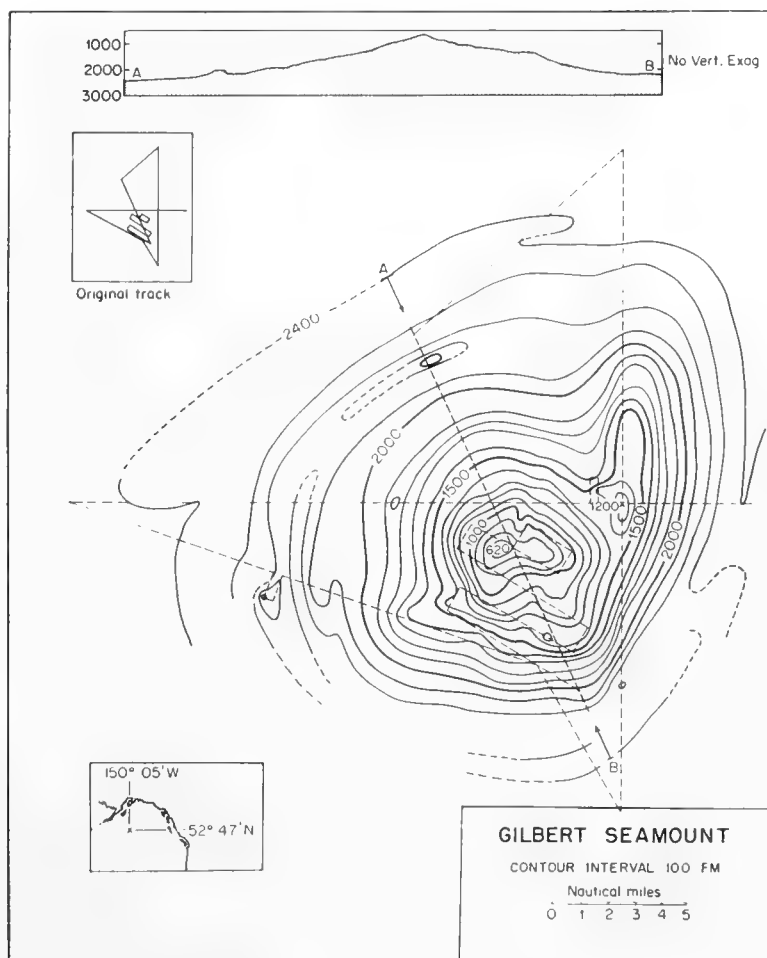 1000
2000
3000
A
B
No Vert. Exag
Original track
A
2400
2000
1500
1000
620
1200
1500
2000
B
150° 05' W
52° 47' N
GILBERT SEAMOUNT
CONTOUR INTERVAL 100 FM
Nautical miles
0 1 2 3 4 5